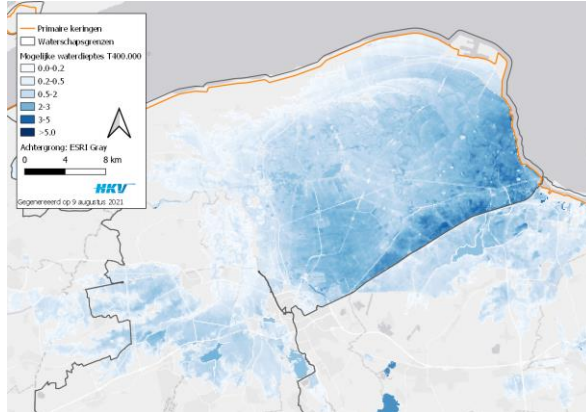 Primaire keringen
Waterschapsgrenzen
Mogelijke waterdieptes T400.000
0.0-0.2
0.2-0.5
0.5-2
2-3
3-5
>5.0
Achtergrong: ESRI Gray
0 4 8 km
HKV
Gegenereerd op 9 augustus 2021